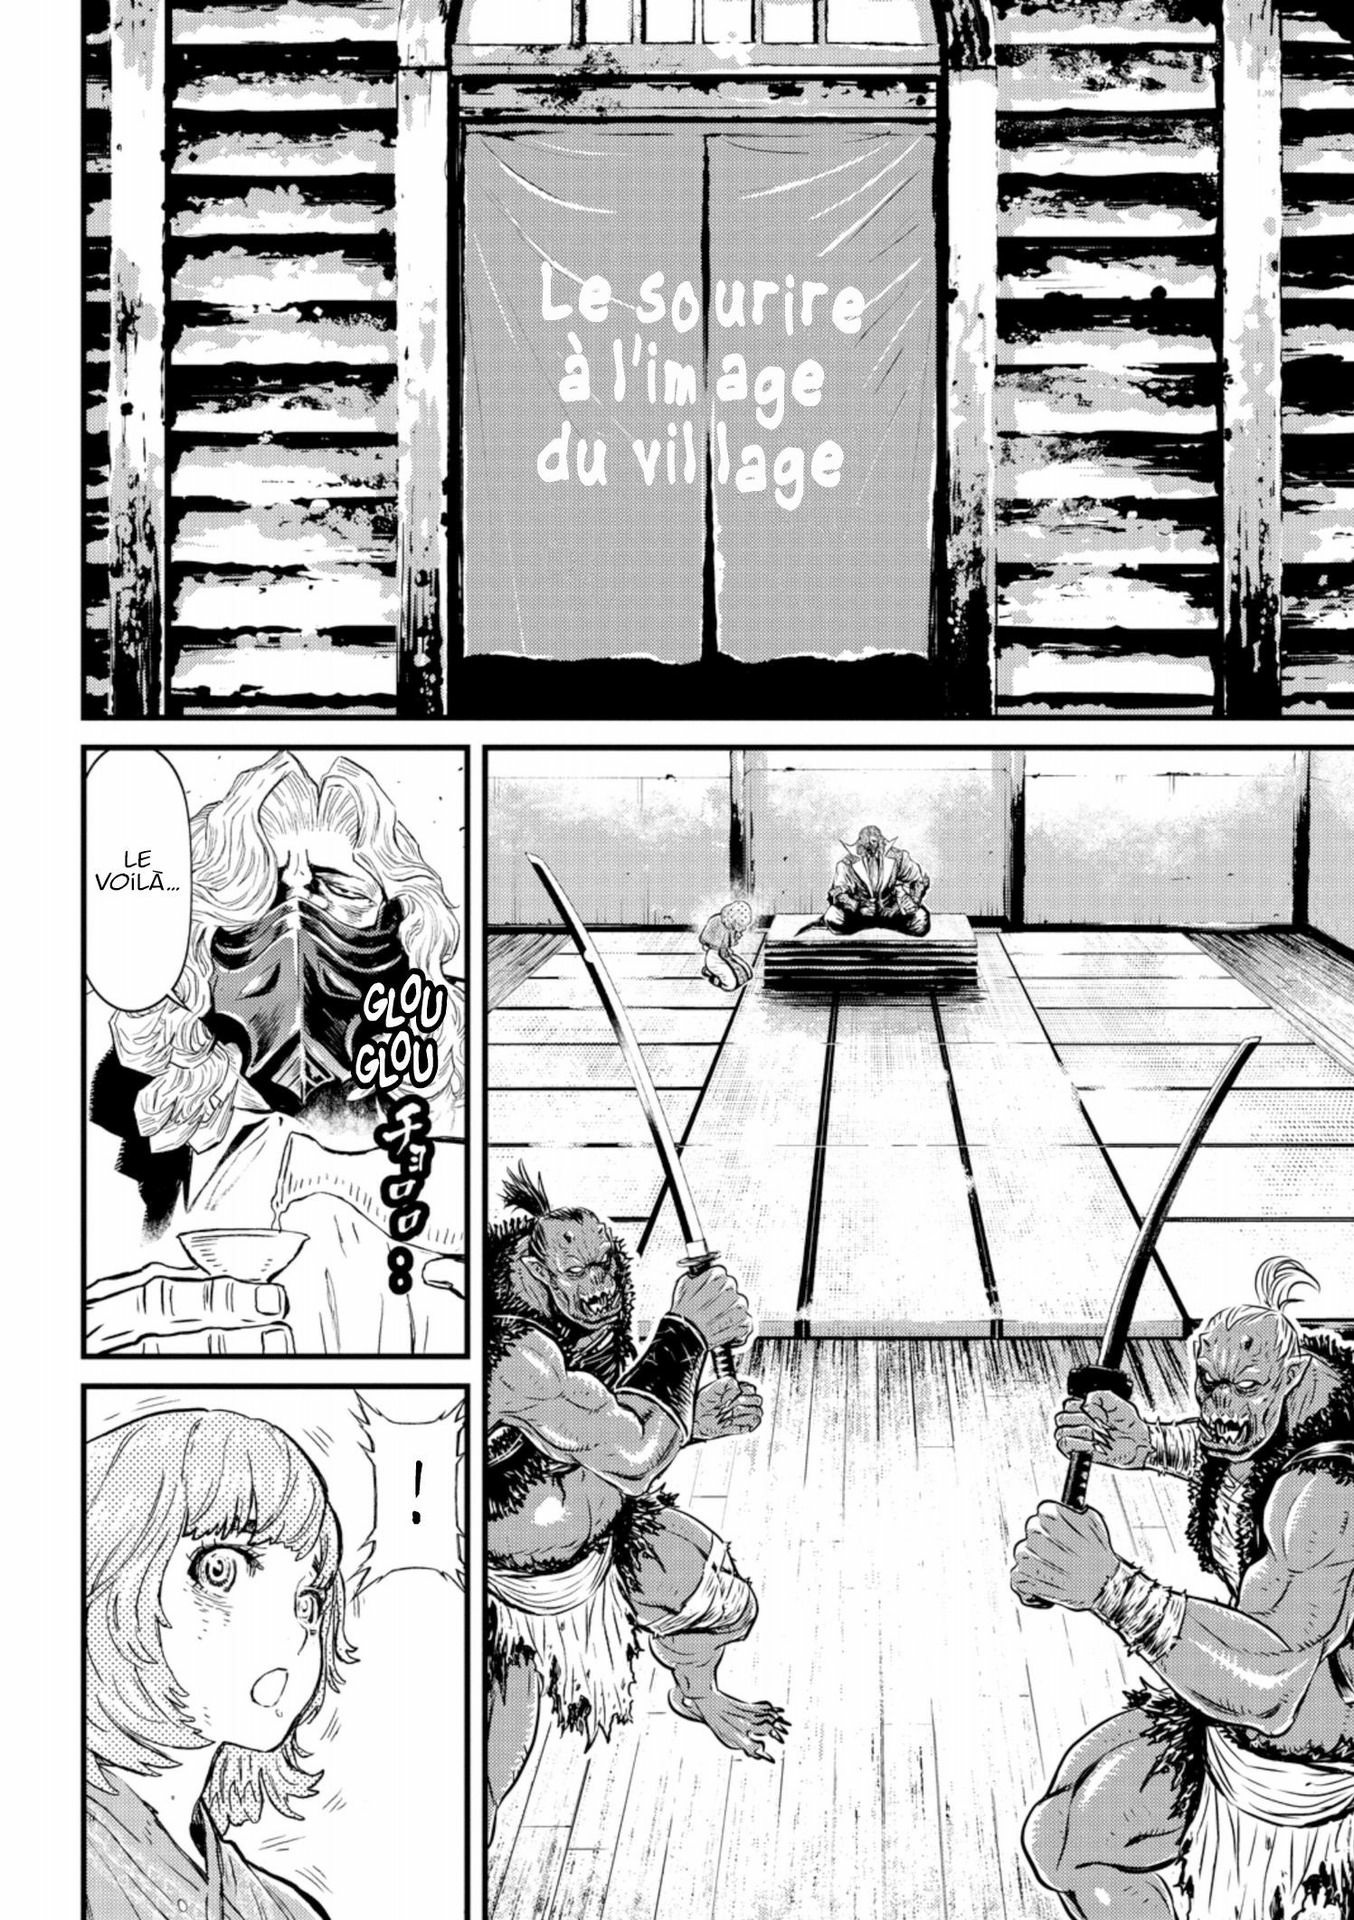 Le sourire
à l'image
du village
LE
VOILÀ...
GLOU
GLOU
チョロロ…
!